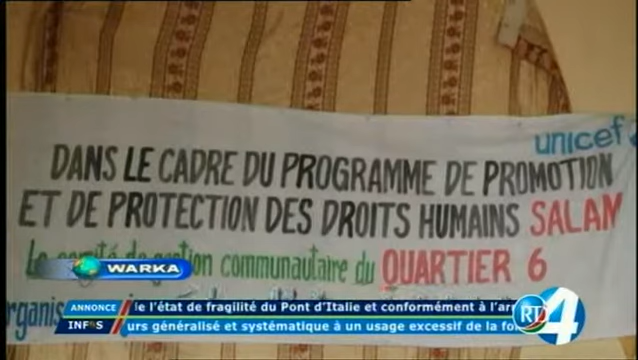 unicef
DANS LE CADRE DU PROGRAMME DE PROMOTION
ET DE PROTECTION DES DROITS HUMAINS SALAM
Le comité de gestion communautaire du QUARTIER 6
WARKA
organis
ANNONCE
INFOS
le l'état de fragilité du Pont d'Italie et conformément à l'ar
urs généralisé et systématique à un usage excessif de la fo
RTD
4